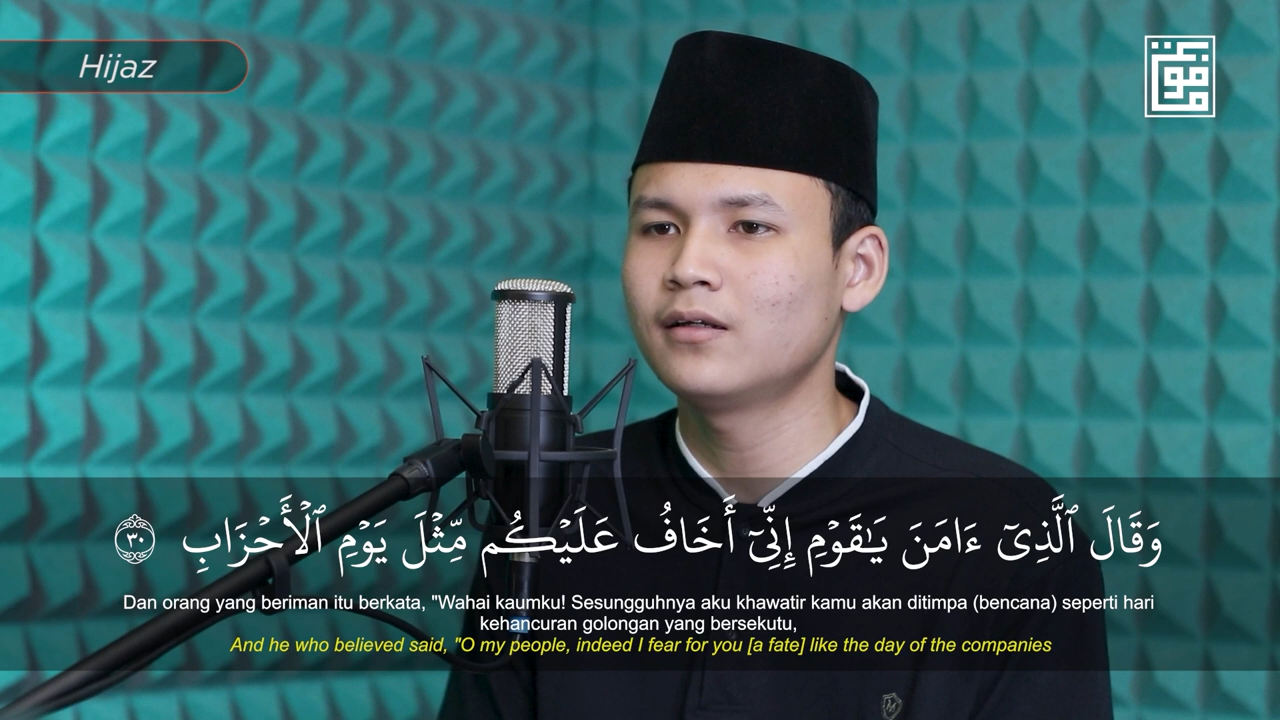 Hijaz
وَقَالَ ٱلَّذِىٓ ءَامَنَ يَـٰقَوْمِ إِنِّىٓ أَخَافُ عَلَيْكُم مِّثْلَ يَوْمِ ٱلْأَحْزَابِ ٣٠
Dan orang yang beriman itu berkata, "Wahai kaumku! Sesungguhnya aku khawatir kamu akan ditimpa (bencana) seperti hari
kehancuran golongan yang bersekutu,
And he who believed said, "O my people, indeed I fear for you [a fate] like the day of the companies